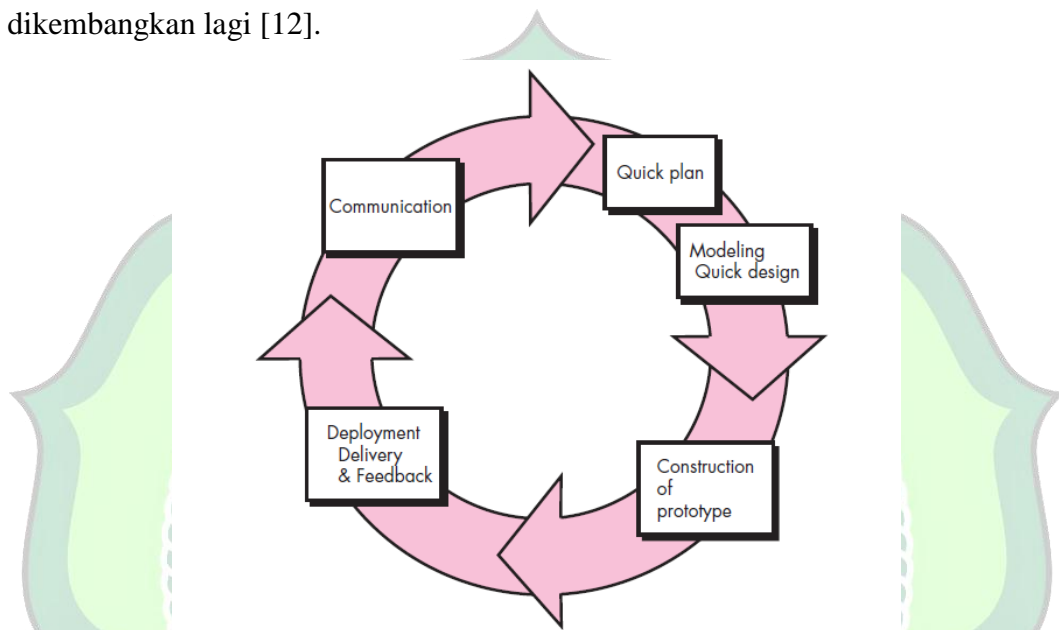 dikembangkan lagi [12].
Communication
Quick plan
Modeling
Quick design
Construction
of
prototype
Deployment
Delivery
& Feedback